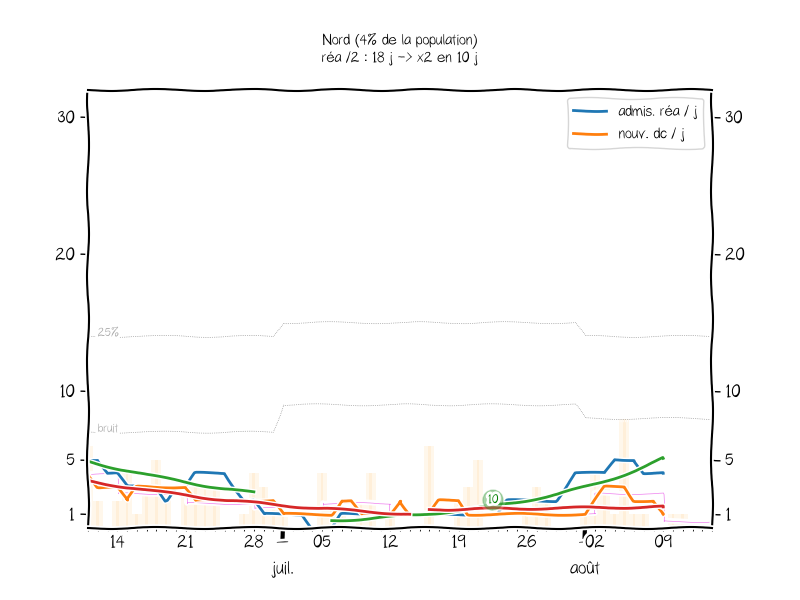 Nord (4% de la population)
réa /2 : 18 j -> x2 en 10 j
admis. réa / j
nouv. dc / j
30
30
20
20
25%
10
10
bruit
5
5
10
1
1
14 21 28 05 12 19 26 02 09
juil. août